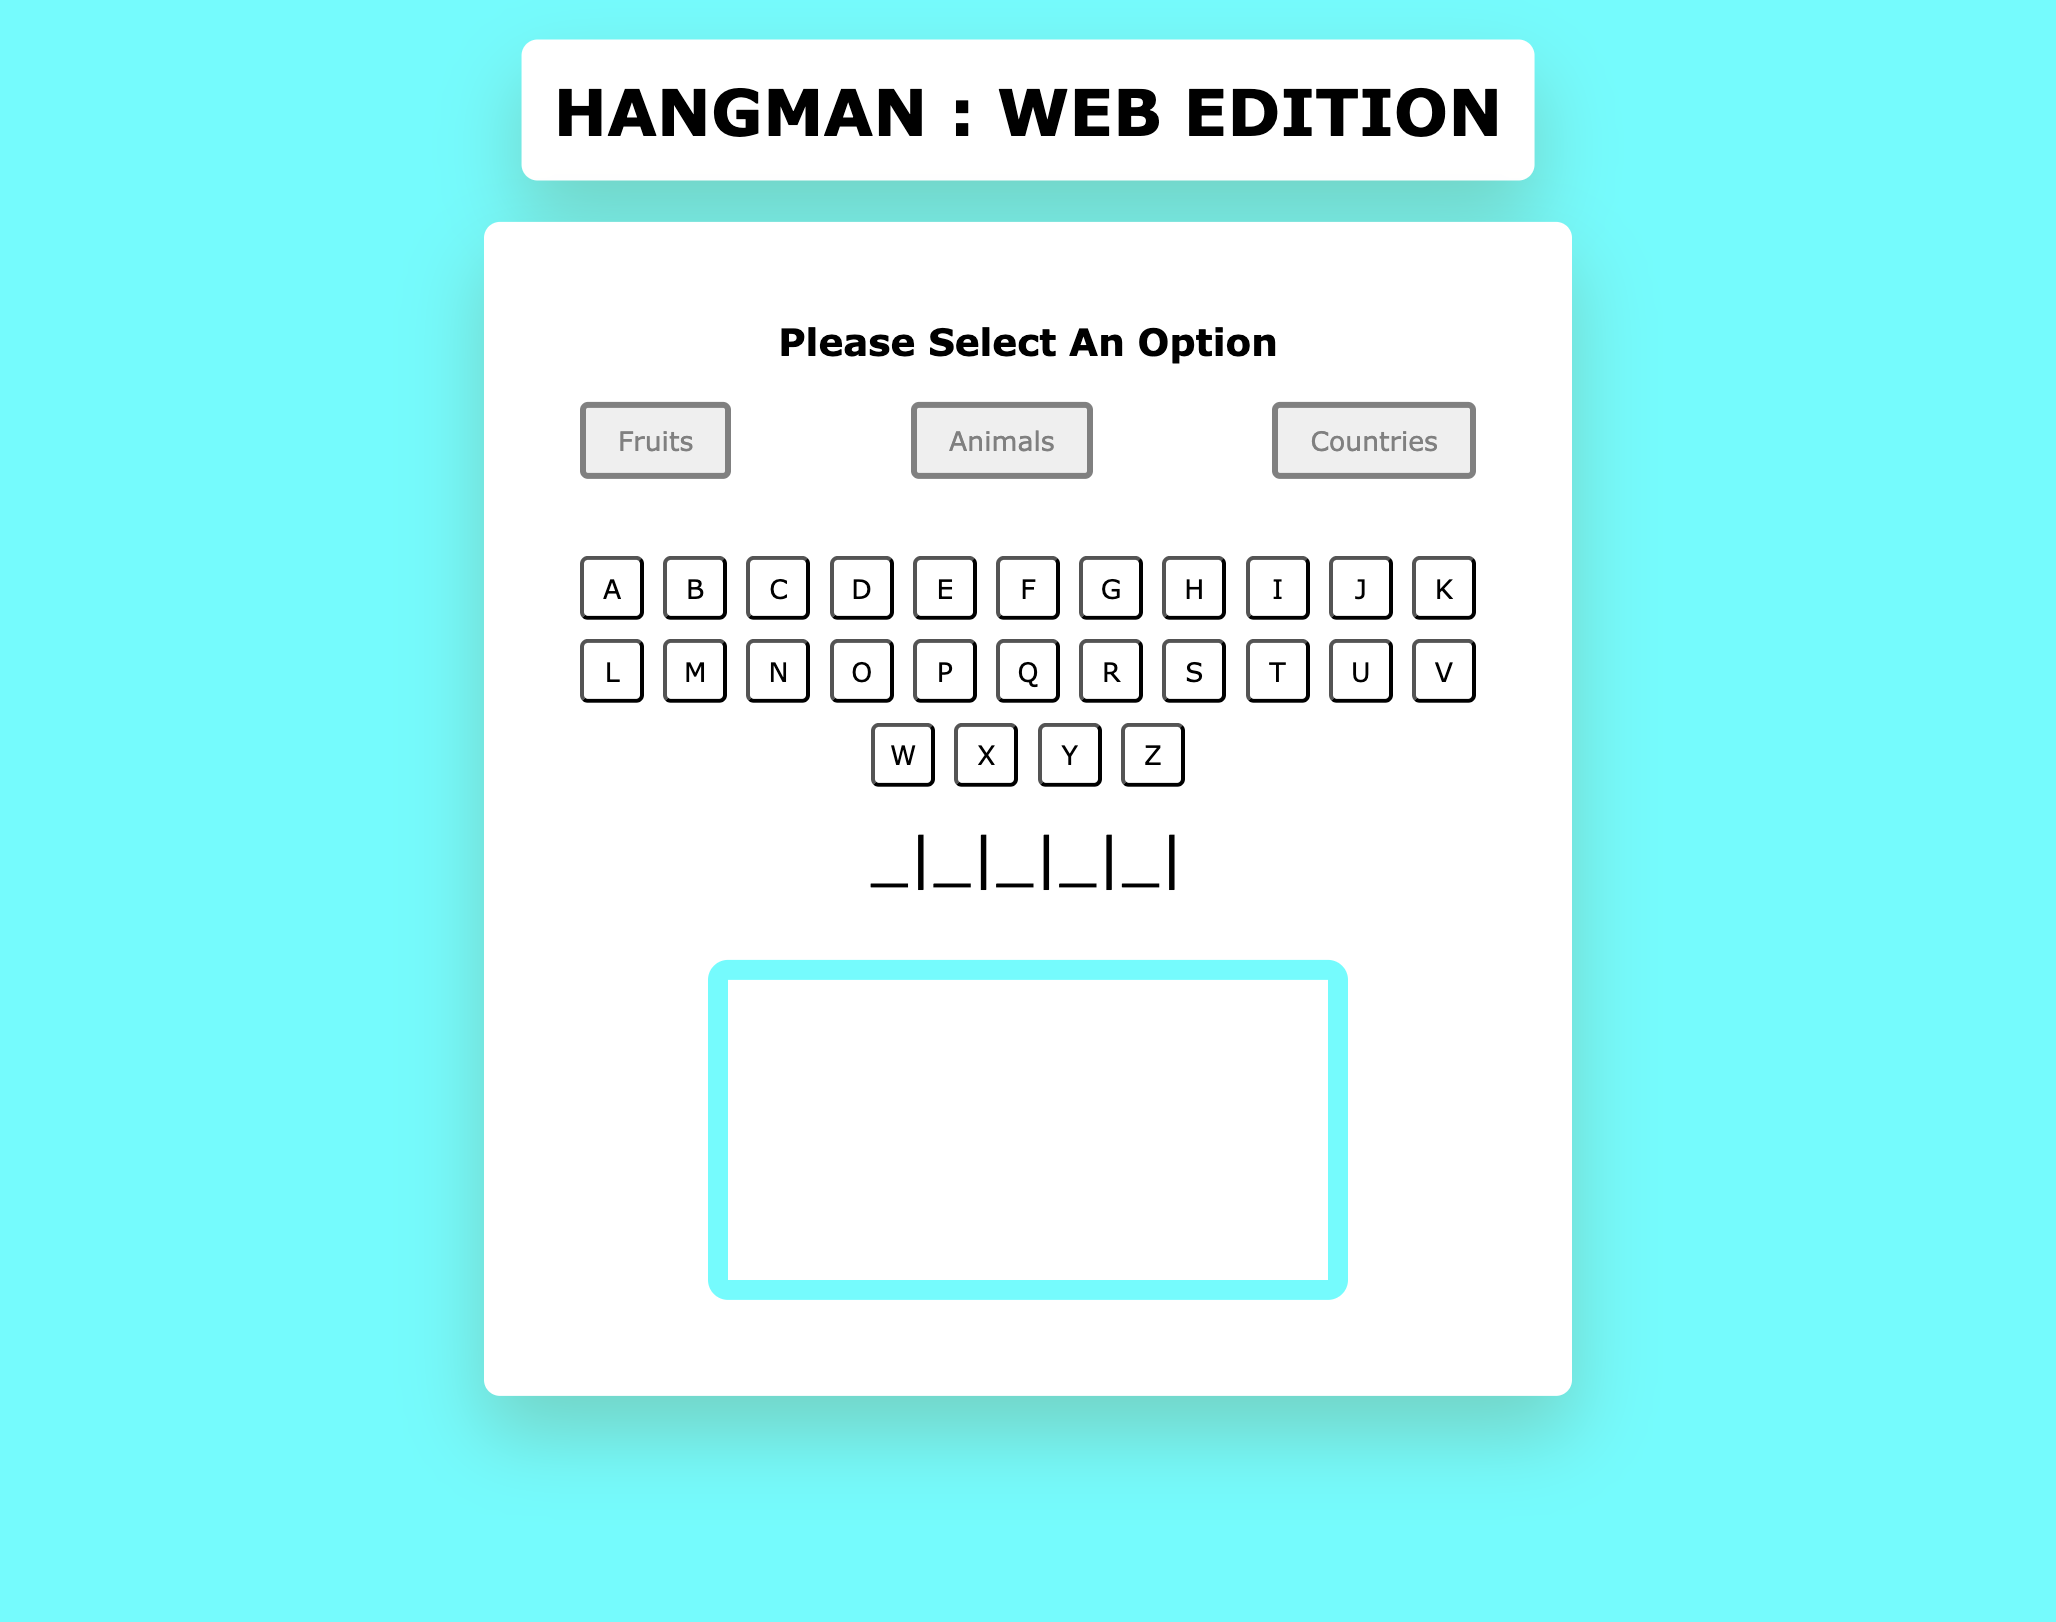 HANGMAN : WEB EDITION
Please Select An Option
Fruits Animals Countries
A B C D E F G H I J K
L M N O P Q R S T U V
W X Y Z
_|_|_|_|_|